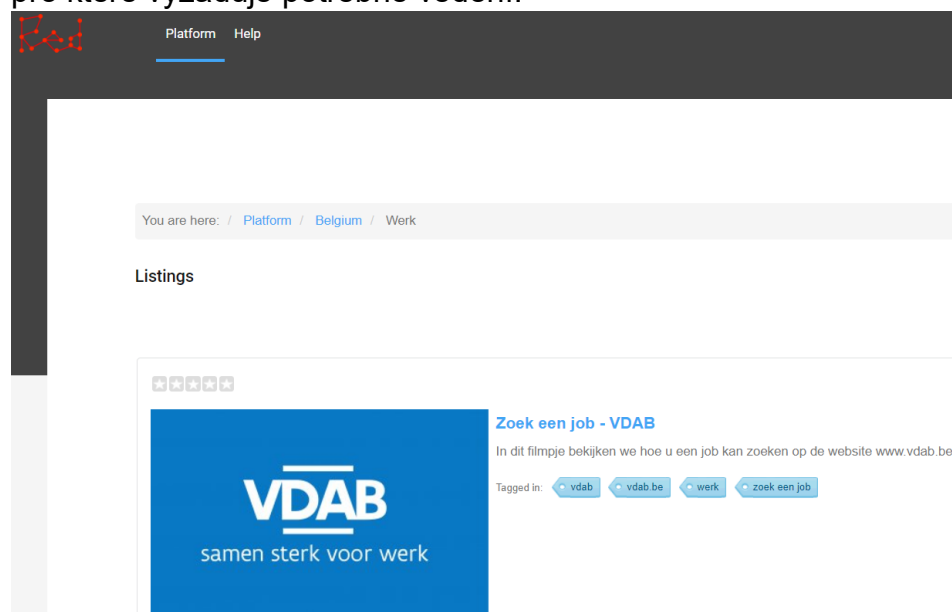 Platform Help
You are here: / Platform / Belgium / Werk
Listings
Zoek een job - VDAB
In dit filmpje bekijken we hoe u een job kan zoeken op de website www.vdab.be
Tagged in: vdab vdab.be werk zoek een job
VDAB
samen sterk voor werk